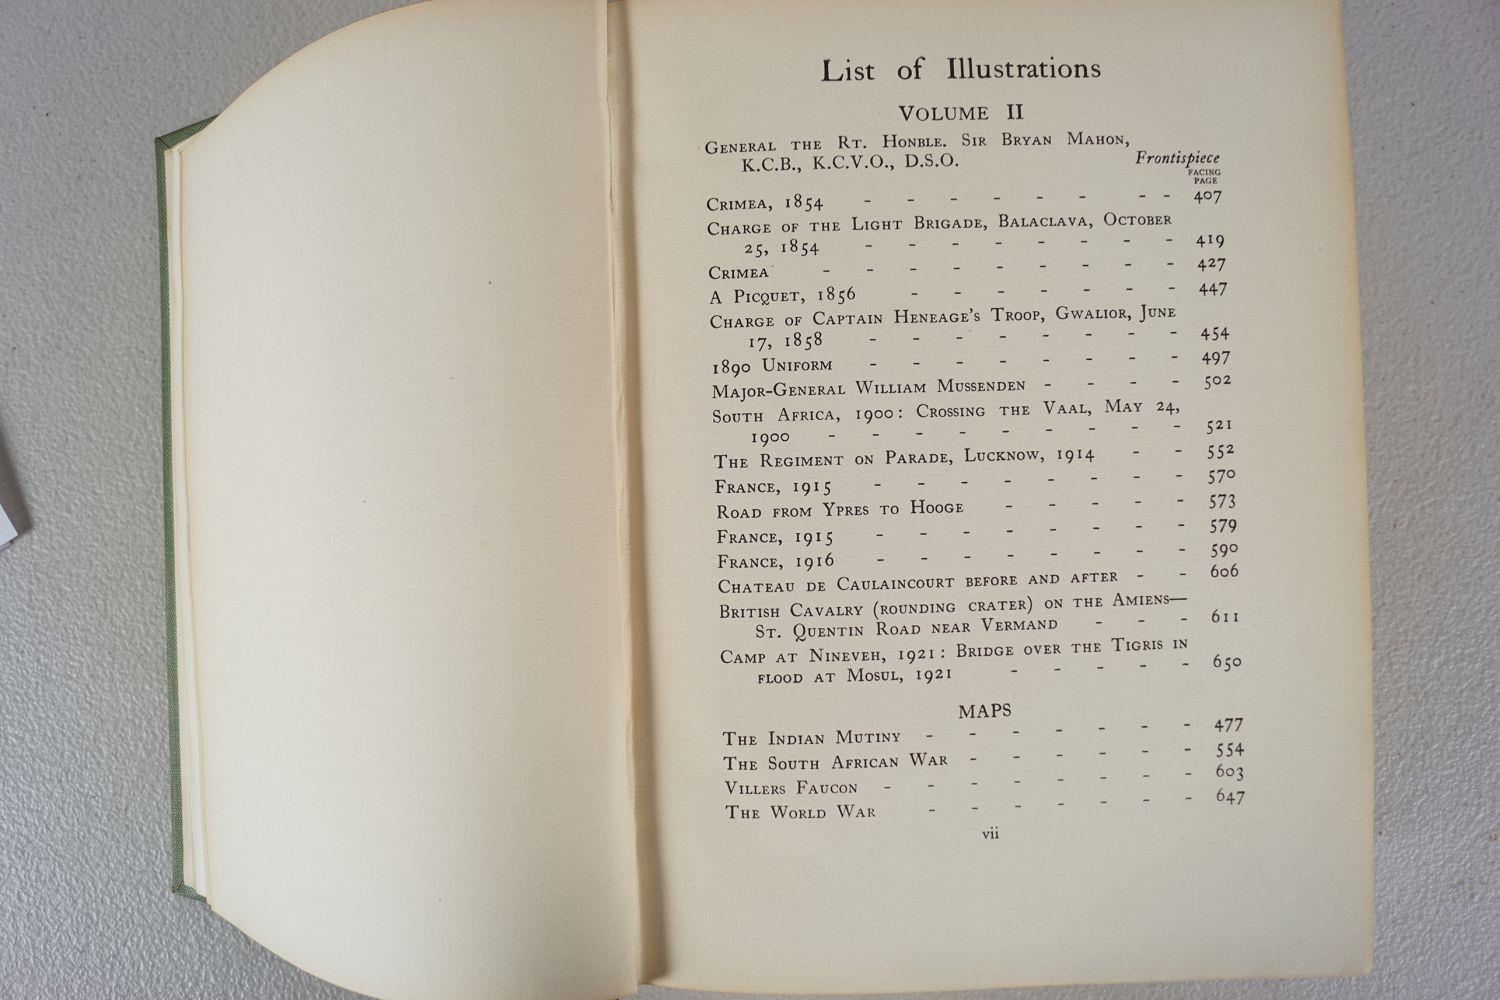 List of Illustrations
VOLUME II
GENERAL THE RT. HONBLE. SIR BRYAN MAHON,
K.C.B., K.C.V.O., D.S.O. Frontispiece
FACING
PAGE
CRIMEA, 1854 - - - - - - - - 407
CHARGE OF THE LIGHT BRIGADE, BALACLAVA, OCTOBER
25, 1854 - - - - - - - - 419
CRIMEA - - - - - - - - - 427
A PICQUET, 1856 - - - - - - - 447
CHARGE OF CAPTAIN HENEAGE'S TROOP, GWALIOR, JUNE
17, 1858 - - - - - - - - 454
1890 UNIFORM - - - - - - - - 497
MAJOR-GENERAL WILLIAM MUSSENDEN - - - - 502
SOUTH AFRICA, 1900: CROSSING THE VAAL, MAY 24,
1900 - - - - - - - - - 521
THE REGIMENT ON PARADE, LUCKNOW, 1914 - - 552
FRANCE, 1915 - - - - - - - - 570
ROAD FROM YPRES TO HOOGE - - - - - 573
FRANCE, 1915 - - - - - - - - 579
FRANCE, 1916 - - - - - - - - 590
CHATEAU DE CAULAINCOURT BEFORE AND AFTER - - 606
BRITISH CAVALRY (ROUNDING CRATER) ON THE AMIENS—
ST. QUENTIN ROAD NEAR VERMAND - - - 611
CAMP AT NINEVEH, 1921: BRIDGE OVER THE TIGRIS IN
FLOOD AT MOSUL, 1921 - - - - - 650
MAPS
THE INDIAN MUTINY - - - - - - - 477
THE SOUTH AFRICAN WAR - - - - - - 554
VILLERS FAUCON - - - - - - - - 603
THE WORLD WAR - - - - - - - 647
vii